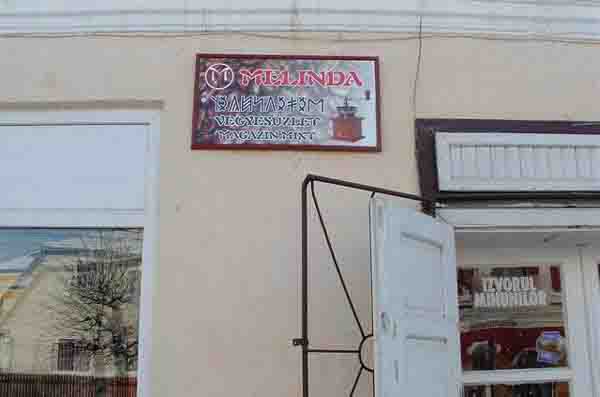 M MELINDA
VEGYESÜZLET
MAGAZIN MIXT
IZVORUL
MINUNILOR